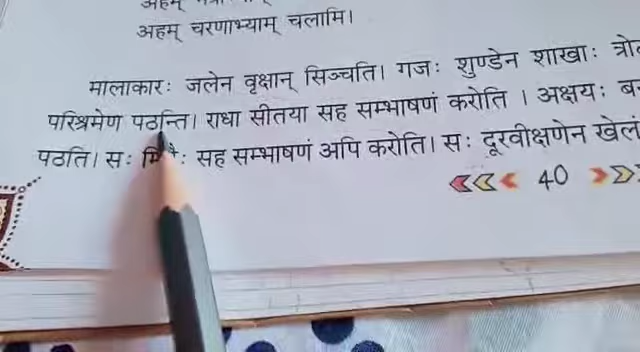 अहम्
अहम् चरणाभ्याम् चलामि।
मालाकारः जलेन वृक्षान् सिञ्चति। गजः शुण्डेन शाखाः
परिश्रमेण पठन्ति। राधा सीतया सह सम्भाषणं करोति । अक्षयः
पठति। सः सह सम्भाषणं अपि करोति। सः दूरवीक्षणेन
40